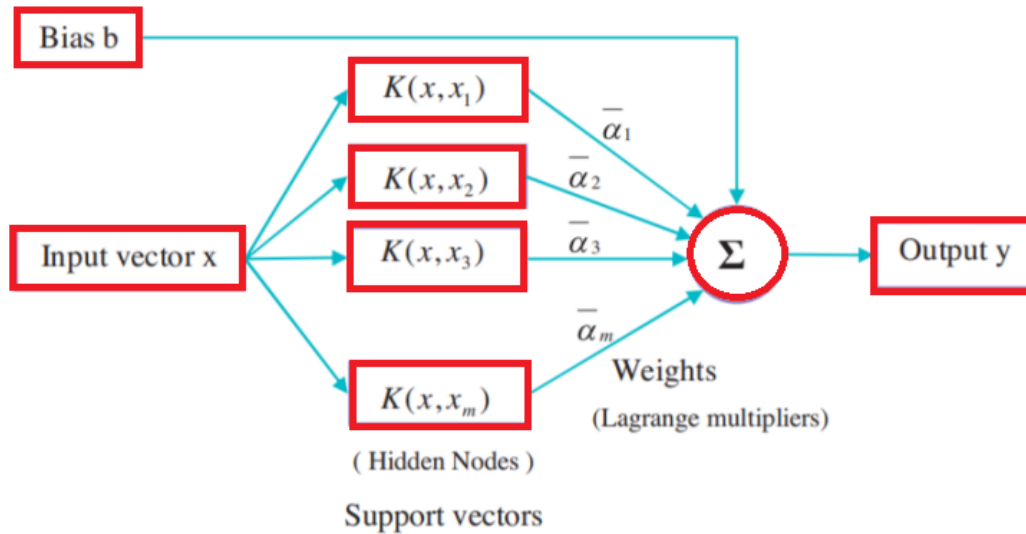 Bias b
K(x,x₁)
ᾱ₁
K(x,x₂)
ᾱ₂
Input vector x
K(x,x₃)
ᾱ₃
Σ
Output y
ᾱₘ
K(x,xₘ)
Weights
(Lagrange multipliers)
( Hidden Nodes )
Support vectors